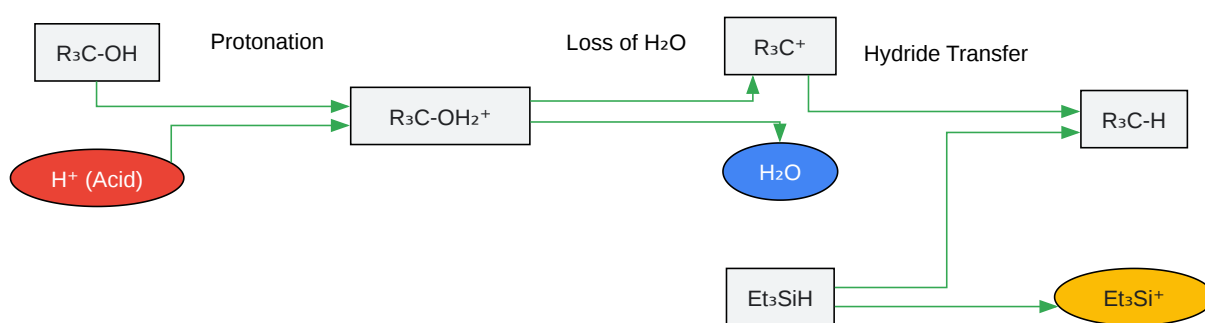 R₃C-OH
Protonation
Loss of H₂O
R₃C⁺
Hydride Transfer
R₃C-OH₂⁺
R₃C-H
H⁺ (Acid)
H₂O
Et₃SiH
Et₃Si⁺